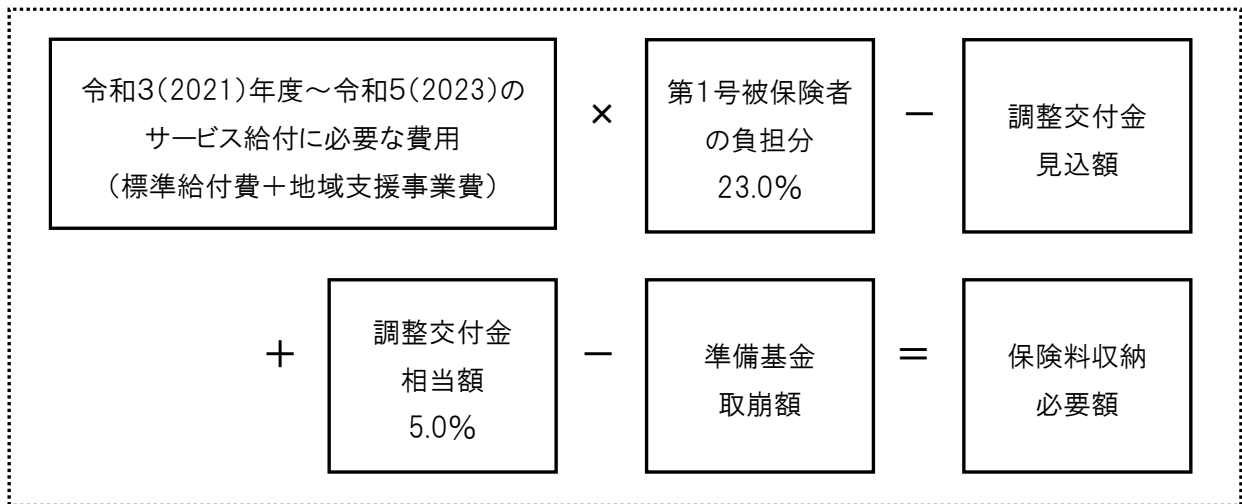 令和3(2021)年度～令和5(2023)の
サービス給付に必要な費用
(標準給付費＋地域支援事業費)
×
第1号被保険者
の負担分
23.0%
－
調整交付金
見込額
＋
調整交付金
相当額
5.0%
－
準備基金
取崩額
＝
保険料収納
必要額